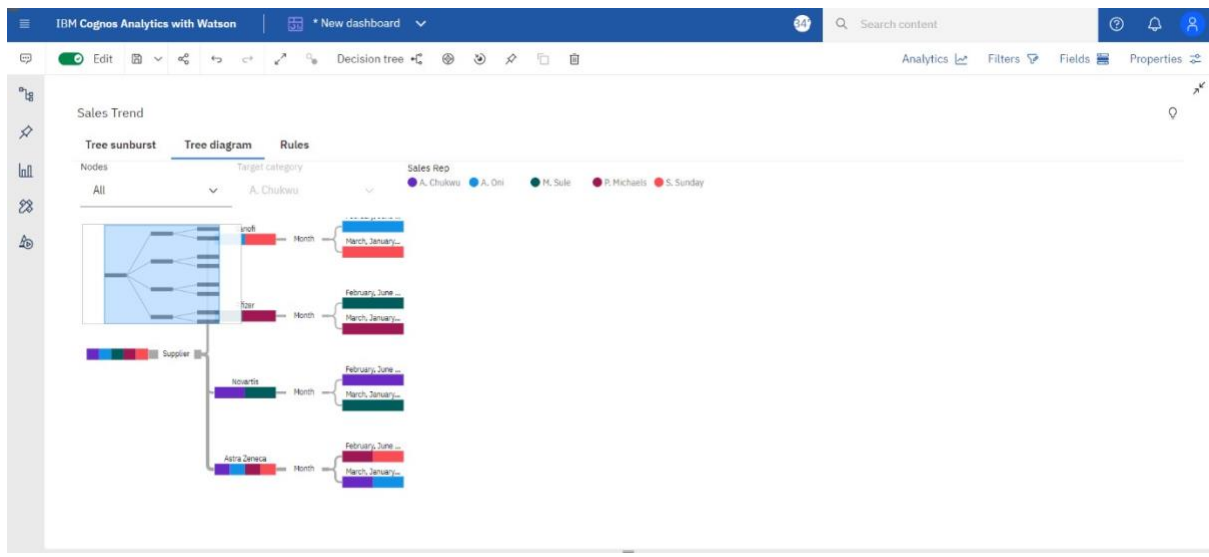 IBM Cognos Analytics with Watson
* New dashboard
Search content
Edit
Decision tree
Analytics
Filters
Fields
Properties
Sales Trend
Tree sunburst Tree diagram Rules
Nodes
Target category
Sales Rep
All
A. Chukwu
A. Chukwu A. Oni M. Sule P. Michaels S. Sunday
Month
March, January...
February, June ...
Month
March, January...
Supplier
February, June ...
Novartis
Month
March, January...
February, June ...
Astra Zeneca
Month
March, January...